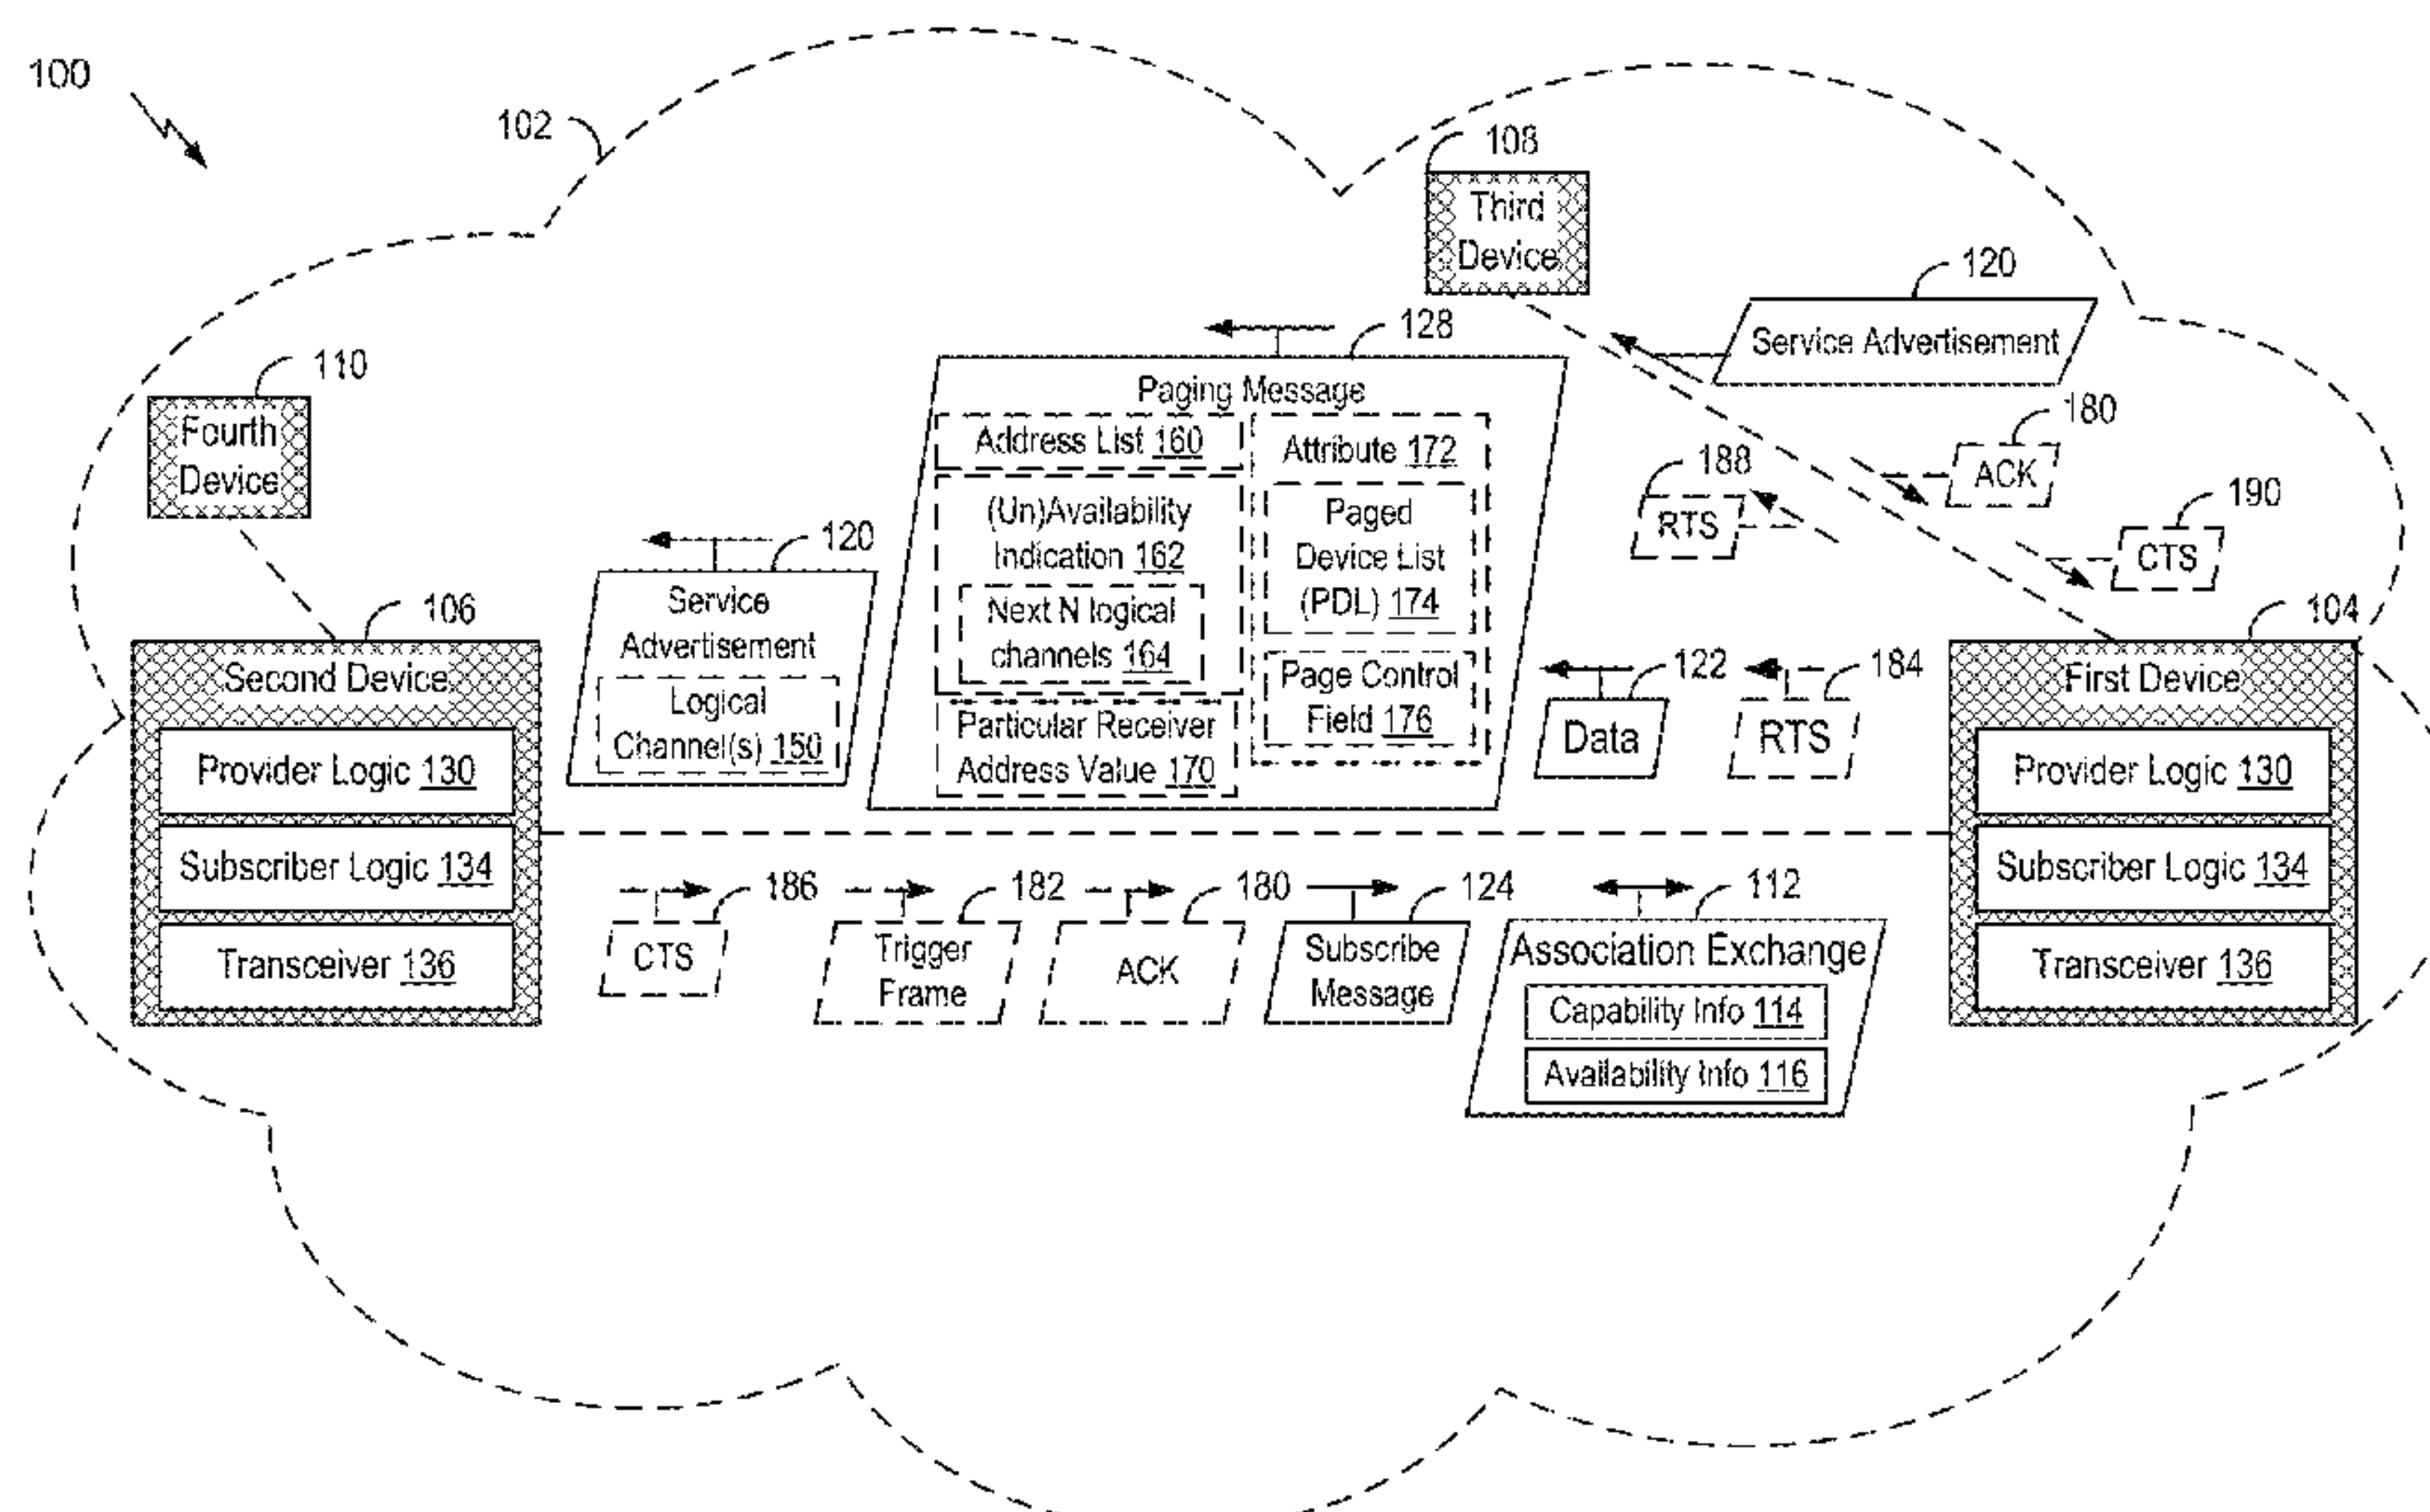 100
102
108
Third
Device
120
Service Advertisement
128
110
Fourth
Device
Paging Message
Address List 160
(Un)Availability
Indication 162
Next N logical
channels 164
Particular Receiver
Address Value 170
Attribute 172
Paged
Device List
(PDL) 174
Page Control
Field 176
180
ACK
188
RTS
190
CTS
120
Service
Advertisement
Logical
Channel(s) 150
106
Second Device
Provider Logic 130
Subscriber Logic 134
Transceiver 136
122
Data
184
RTS
104
First Device
Provider Logic 130
Subscriber Logic 134
Transceiver 136
186
CTS
182
Trigger
Frame
180
ACK
124
Subscribe
Message
112
Association Exchange
Capability Info 114
Availability Info 116